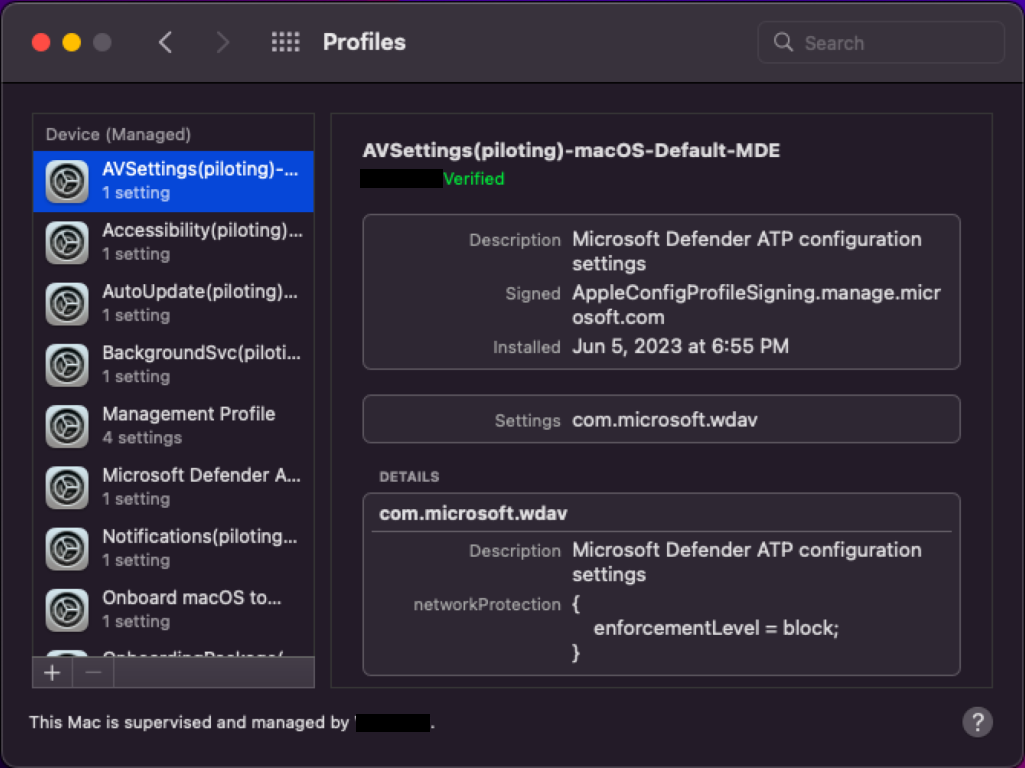 Profiles
Search
Device (Managed)
AVSettings(piloting)-...
1 setting
Accessibility(piloting)...
1 setting
AutoUpdate(piloting)...
1 setting
BackgroundSvc(piloti...
1 setting
Management Profile
4 settings
Microsoft Defender A...
1 setting
Notifications(piloting...
1 setting
Onboard macOS to...
1 setting
AVSettings(piloting)-macOS-Default-MDE
Verified
Description Microsoft Defender ATP configuration
settings
Signed AppleConfigProfileSigning.manage.micr
osoft.com
Installed Jun 5, 2023 at 6:55 PM
Settings com.microsoft.wdav
DETAILS
com.microsoft.wdav
Description Microsoft Defender ATP configuration
settings
networkProtection {
enforcementLevel = block;
}
This Mac is supervised and managed by